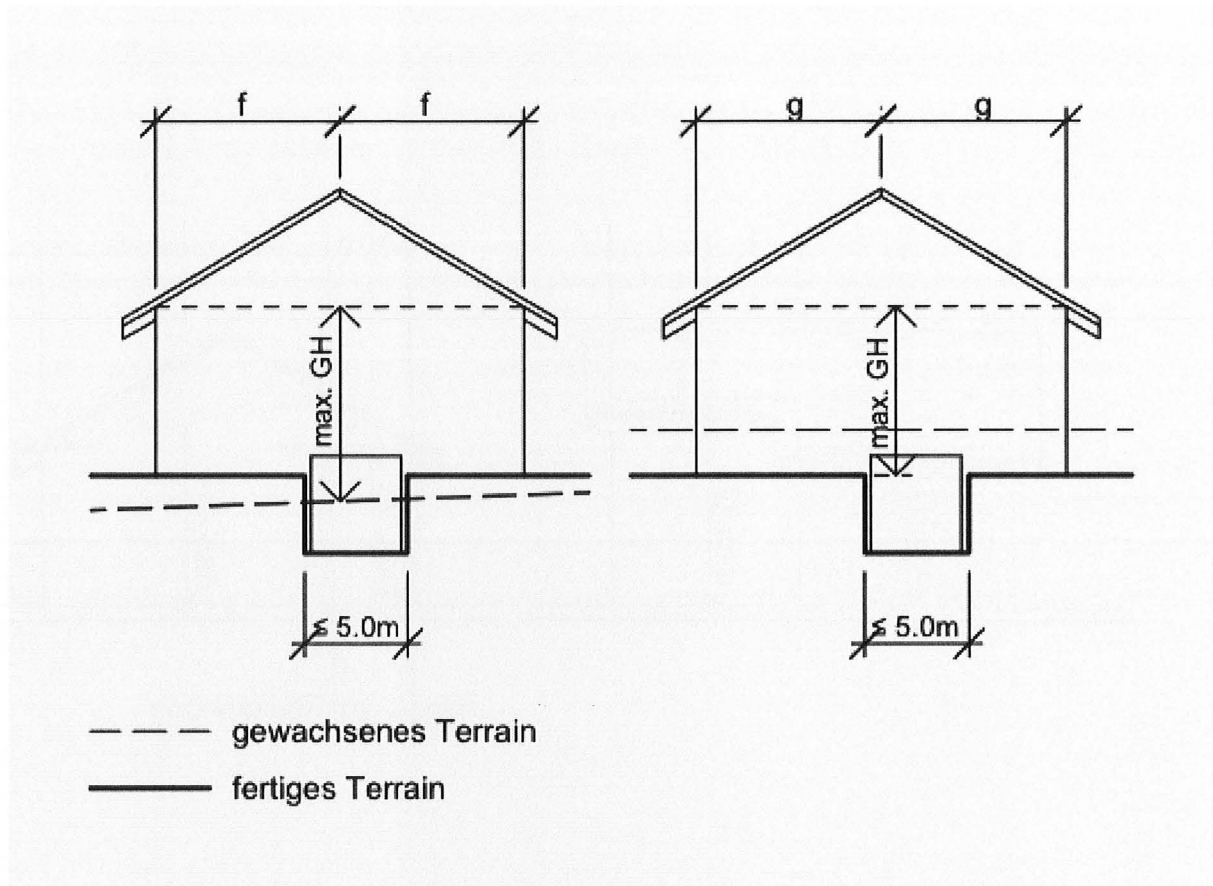 f f g g
max. GH max. GH
≤ 5.0m ≤ 5.0m
gewachsenes Terrain
fertiges Terrain